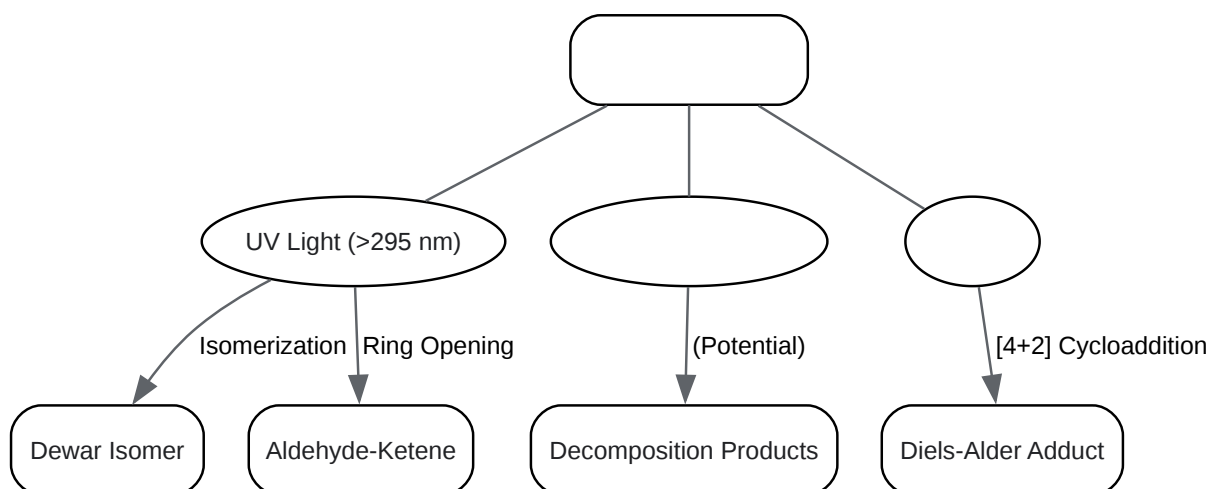 UV Light (>295 nm)
Isomerization
Ring Opening
(Potential)
[4+2] Cycloaddition
Dewar Isomer
Aldehyde-Ketene
Decomposition Products
Diels-Alder Adduct